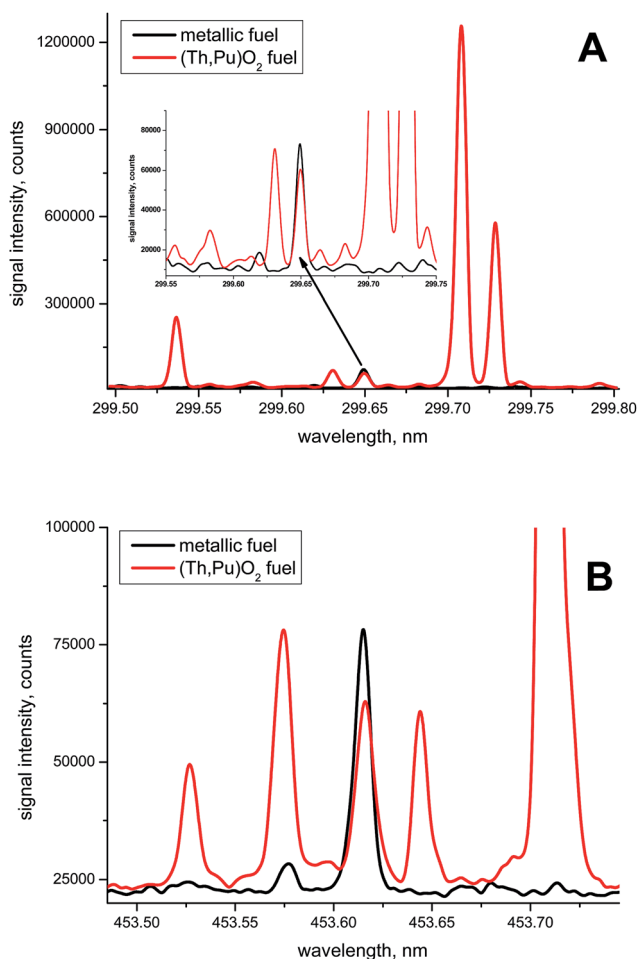 A
metallic fuel
(Th,Pu)O2 fuel
signal intensity, counts
1200000
900000
600000
300000
signal intensity, counts
80000
60000
40000
20000
299.55 299.60 299.65 299.70 299.75
299.50 299.55 299.60 299.65 299.70 299.75 299.80
wavelength, nm
B
metallic fuel
(Th,Pu)O2 fuel
signal intensity, counts
100000
75000
50000
25000
453.50 453.55 453.60 453.65 453.70
wavelength, nm